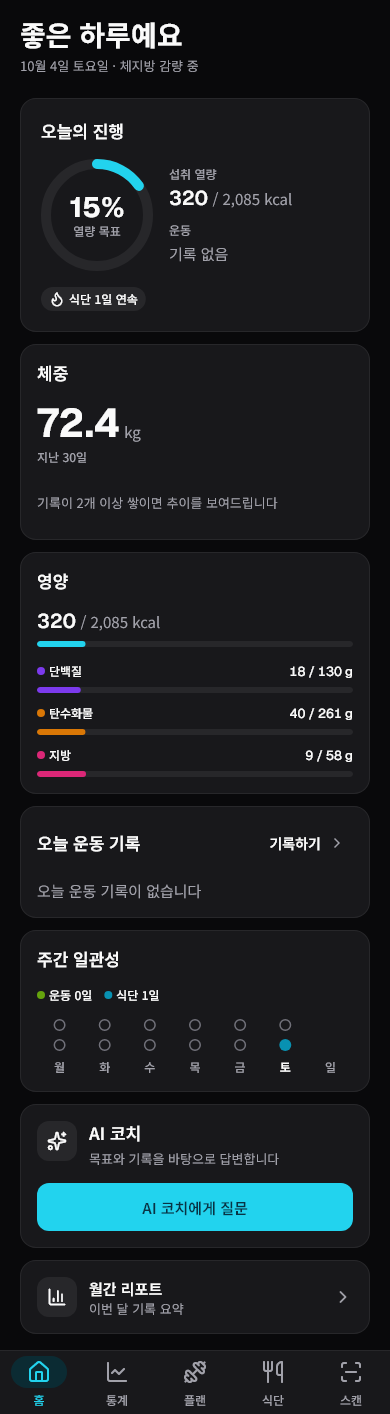 좋은 하루예요
10월 4일 토요일 · 체지방 감량 중
오늘의 진행
15%
열량 목표
섭취 열량
320 / 2,085 kcal
운동
기록 없음
식단 1일 연속
체중
72.4 kg
지난 30일
기록이 2개 이상 쌓이면 추이를 보여드립니다
영양
320 / 2,085 kcal
단백질 18 / 130 g
탄수화물 40 / 261 g
지방 9 / 58 g
오늘 운동 기록 기록하기
오늘 운동 기록이 없습니다
주간 일관성
운동 0일 식단 1일
월 화 수 목 금 토 일
AI 코치
목표와 기록을 바탕으로 답변합니다
AI 코치에게 질문
월간 리포트
이번 달 기록 요약
홈 통계 플랜 식단 스캔